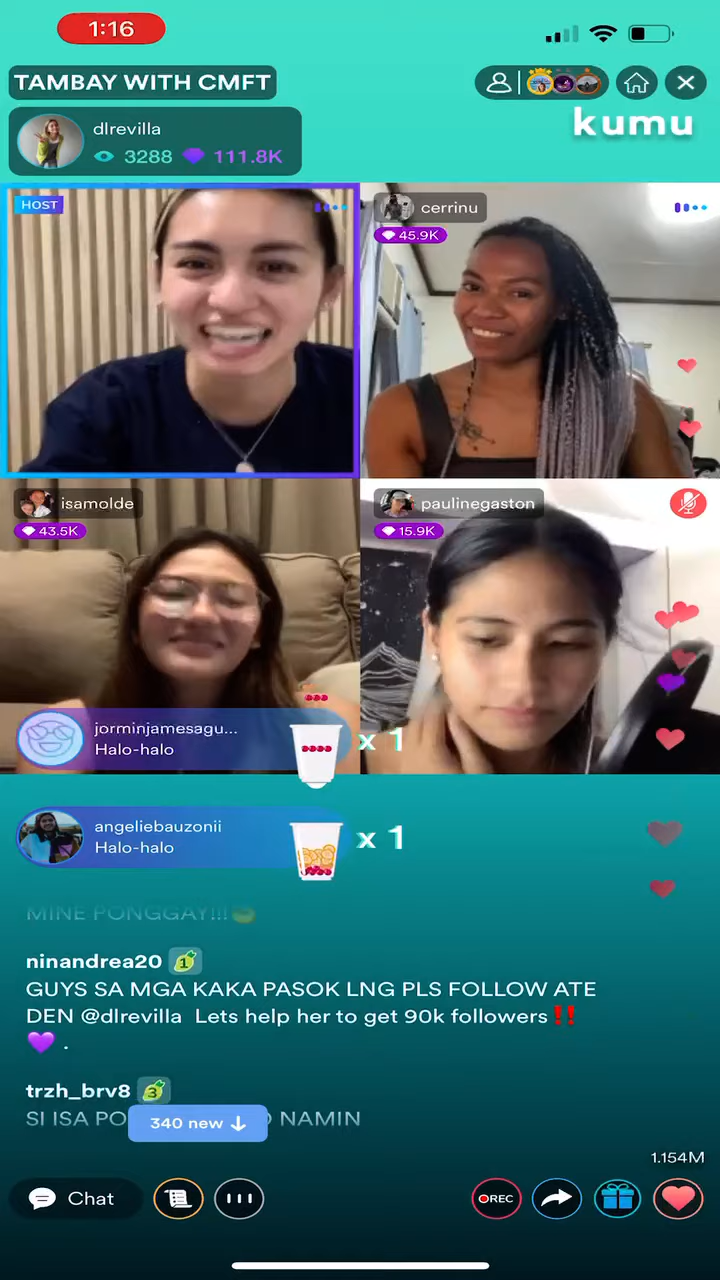 1:16
TAMBAY WITH CMFT
kumu
dlrevilla
3288 111.8K
HOST
cerrinu
45.9K
isamolde
43.5K
paulinegaston
15.9K
jorminjamesagu...
Halo-halo
x 1
angeliebauzonii
Halo-halo
x 1
MINE PONGGAY!!!
ninandrea20 1
GUYS SA MGA KAKA PASOK LNG PLS FOLLOW ATE
DEN @dlrevilla Lets help her to get 90k followers‼️
💜 .
trzh_brv8 3
SI ISA PO
NAMIN
340 new ↓
1.154M
Chat
REC